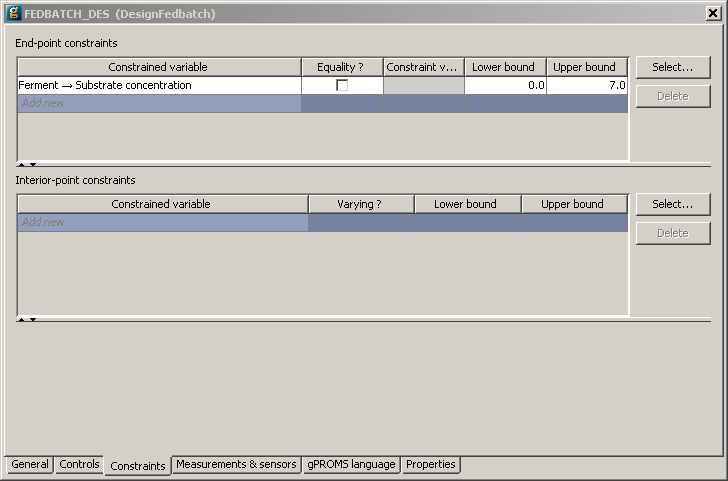 FEDBATCH_DES (DesignFedbatch)
End-point constraints
Constrained variable Equality ? Constraint v... Lower bound Upper bound
Select...
Ferment → Substrate concentration 0.0 7.0
Delete
Add new
Interior-point constraints
Constrained variable Varying ? Lower bound Upper bound
Select...
Add new
Delete
General Controls Constraints Measurements & sensors gPROMS language Properties